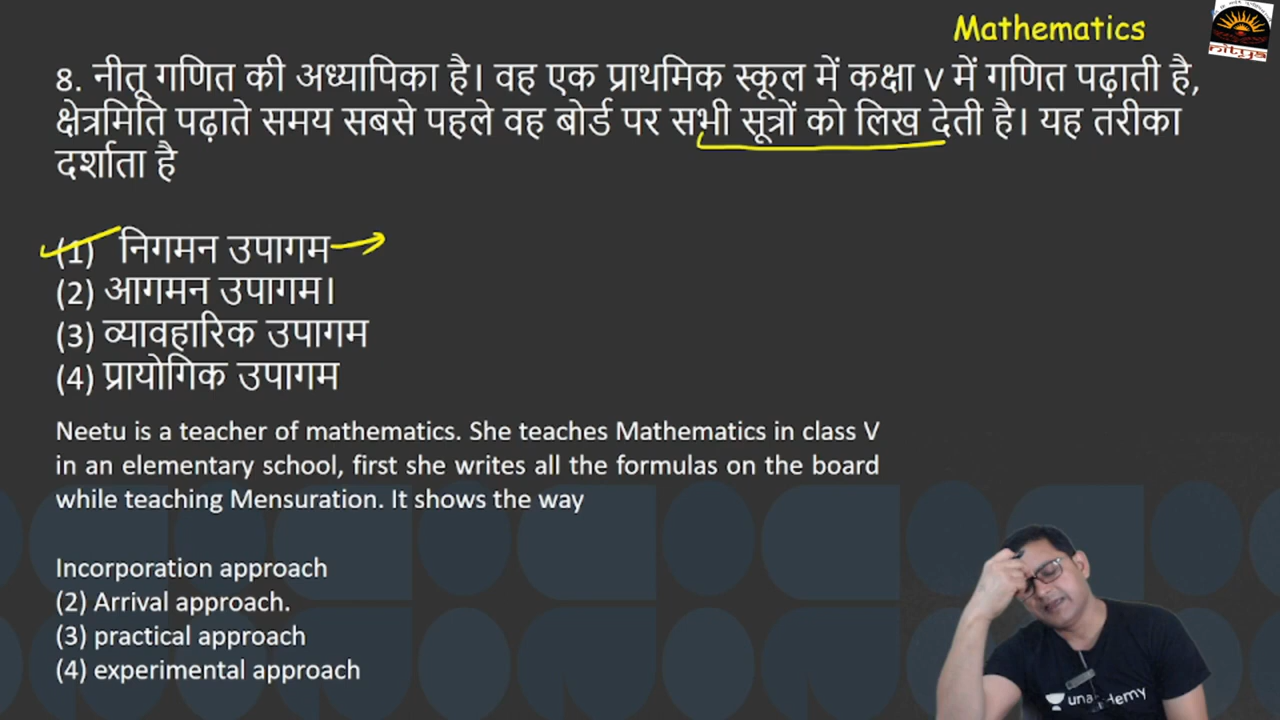 Mathematics
nitya
8. नीतू गणित की अध्यापिका है। वह एक प्राथमिक स्कूल में कक्षा V में गणित पढ़ाती है,
क्षेत्रमिति पढ़ाते समय सबसे पहले वह बोर्ड पर सभी सूत्रों को लिख देती है। यह तरीका
दर्शाता है
(1) निगमन उपागम
(2) आगमन उपागम।
(3) व्यावहारिक उपागम
(4) प्रायोगिक उपागम
Neetu is a teacher of mathematics. She teaches Mathematics in class V
in an elementary school, first she writes all the formulas on the board
while teaching Mensuration. It shows the way
Incorporation approach
(2) Arrival approach.
(3) practical approach
(4) experimental approach